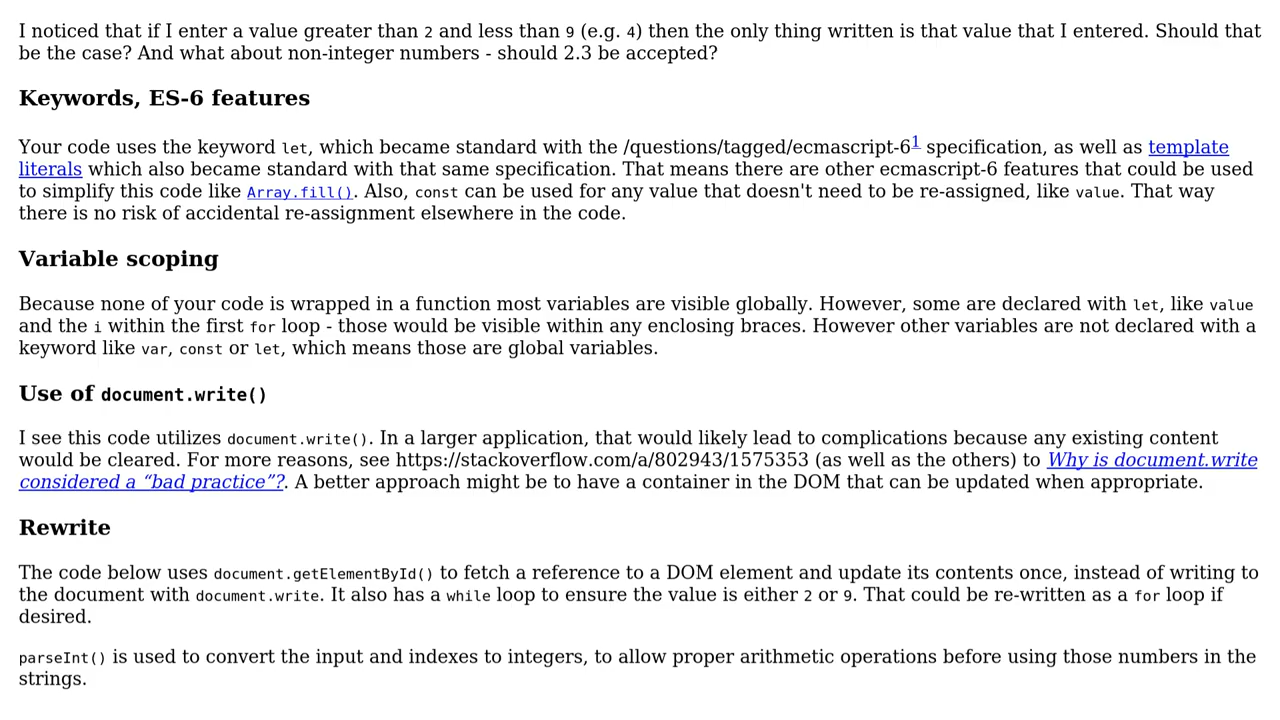 I noticed that if I enter a value greater than 2 and less than 9 (e.g. 4) then the only thing written is that value that I entered. Should that
be the case? And what about non-integer numbers - should 2.3 be accepted?
Keywords, ES-6 features
Your code uses the keyword let, which became standard with the /questions/tagged/ecmascript-61 specification, as well as template
literals which also became standard with that same specification. That means there are other ecmascript-6 features that could be used
to simplify this code like Array.fill(). Also, const can be used for any value that doesn't need to be re-assigned, like value. That way
there is no risk of accidental re-assignment elsewhere in the code.
Variable scoping
Because none of your code is wrapped in a function most variables are visible globally. However, some are declared with let, like value
and the i within the first for loop - those would be visible within any enclosing braces. However other variables are not declared with a
keyword like var, const or let, which means those are global variables.
Use of document.write()
I see this code utilizes document.write(). In a larger application, that would likely lead to complications because any existing content
would be cleared. For more reasons, see https://stackoverflow.com/a/802943/1575353 (as well as the others) to Why is document.write
considered a “bad practice”?. A better approach might be to have a container in the DOM that can be updated when appropriate.
Rewrite
The code below uses document.getElementById() to fetch a reference to a DOM element and update its contents once, instead of writing to
the document with document.write. It also has a while loop to ensure the value is either 2 or 9. That could be re-written as a for loop if
desired.
parseInt() is used to convert the input and indexes to integers, to allow proper arithmetic operations before using those numbers in the
strings.